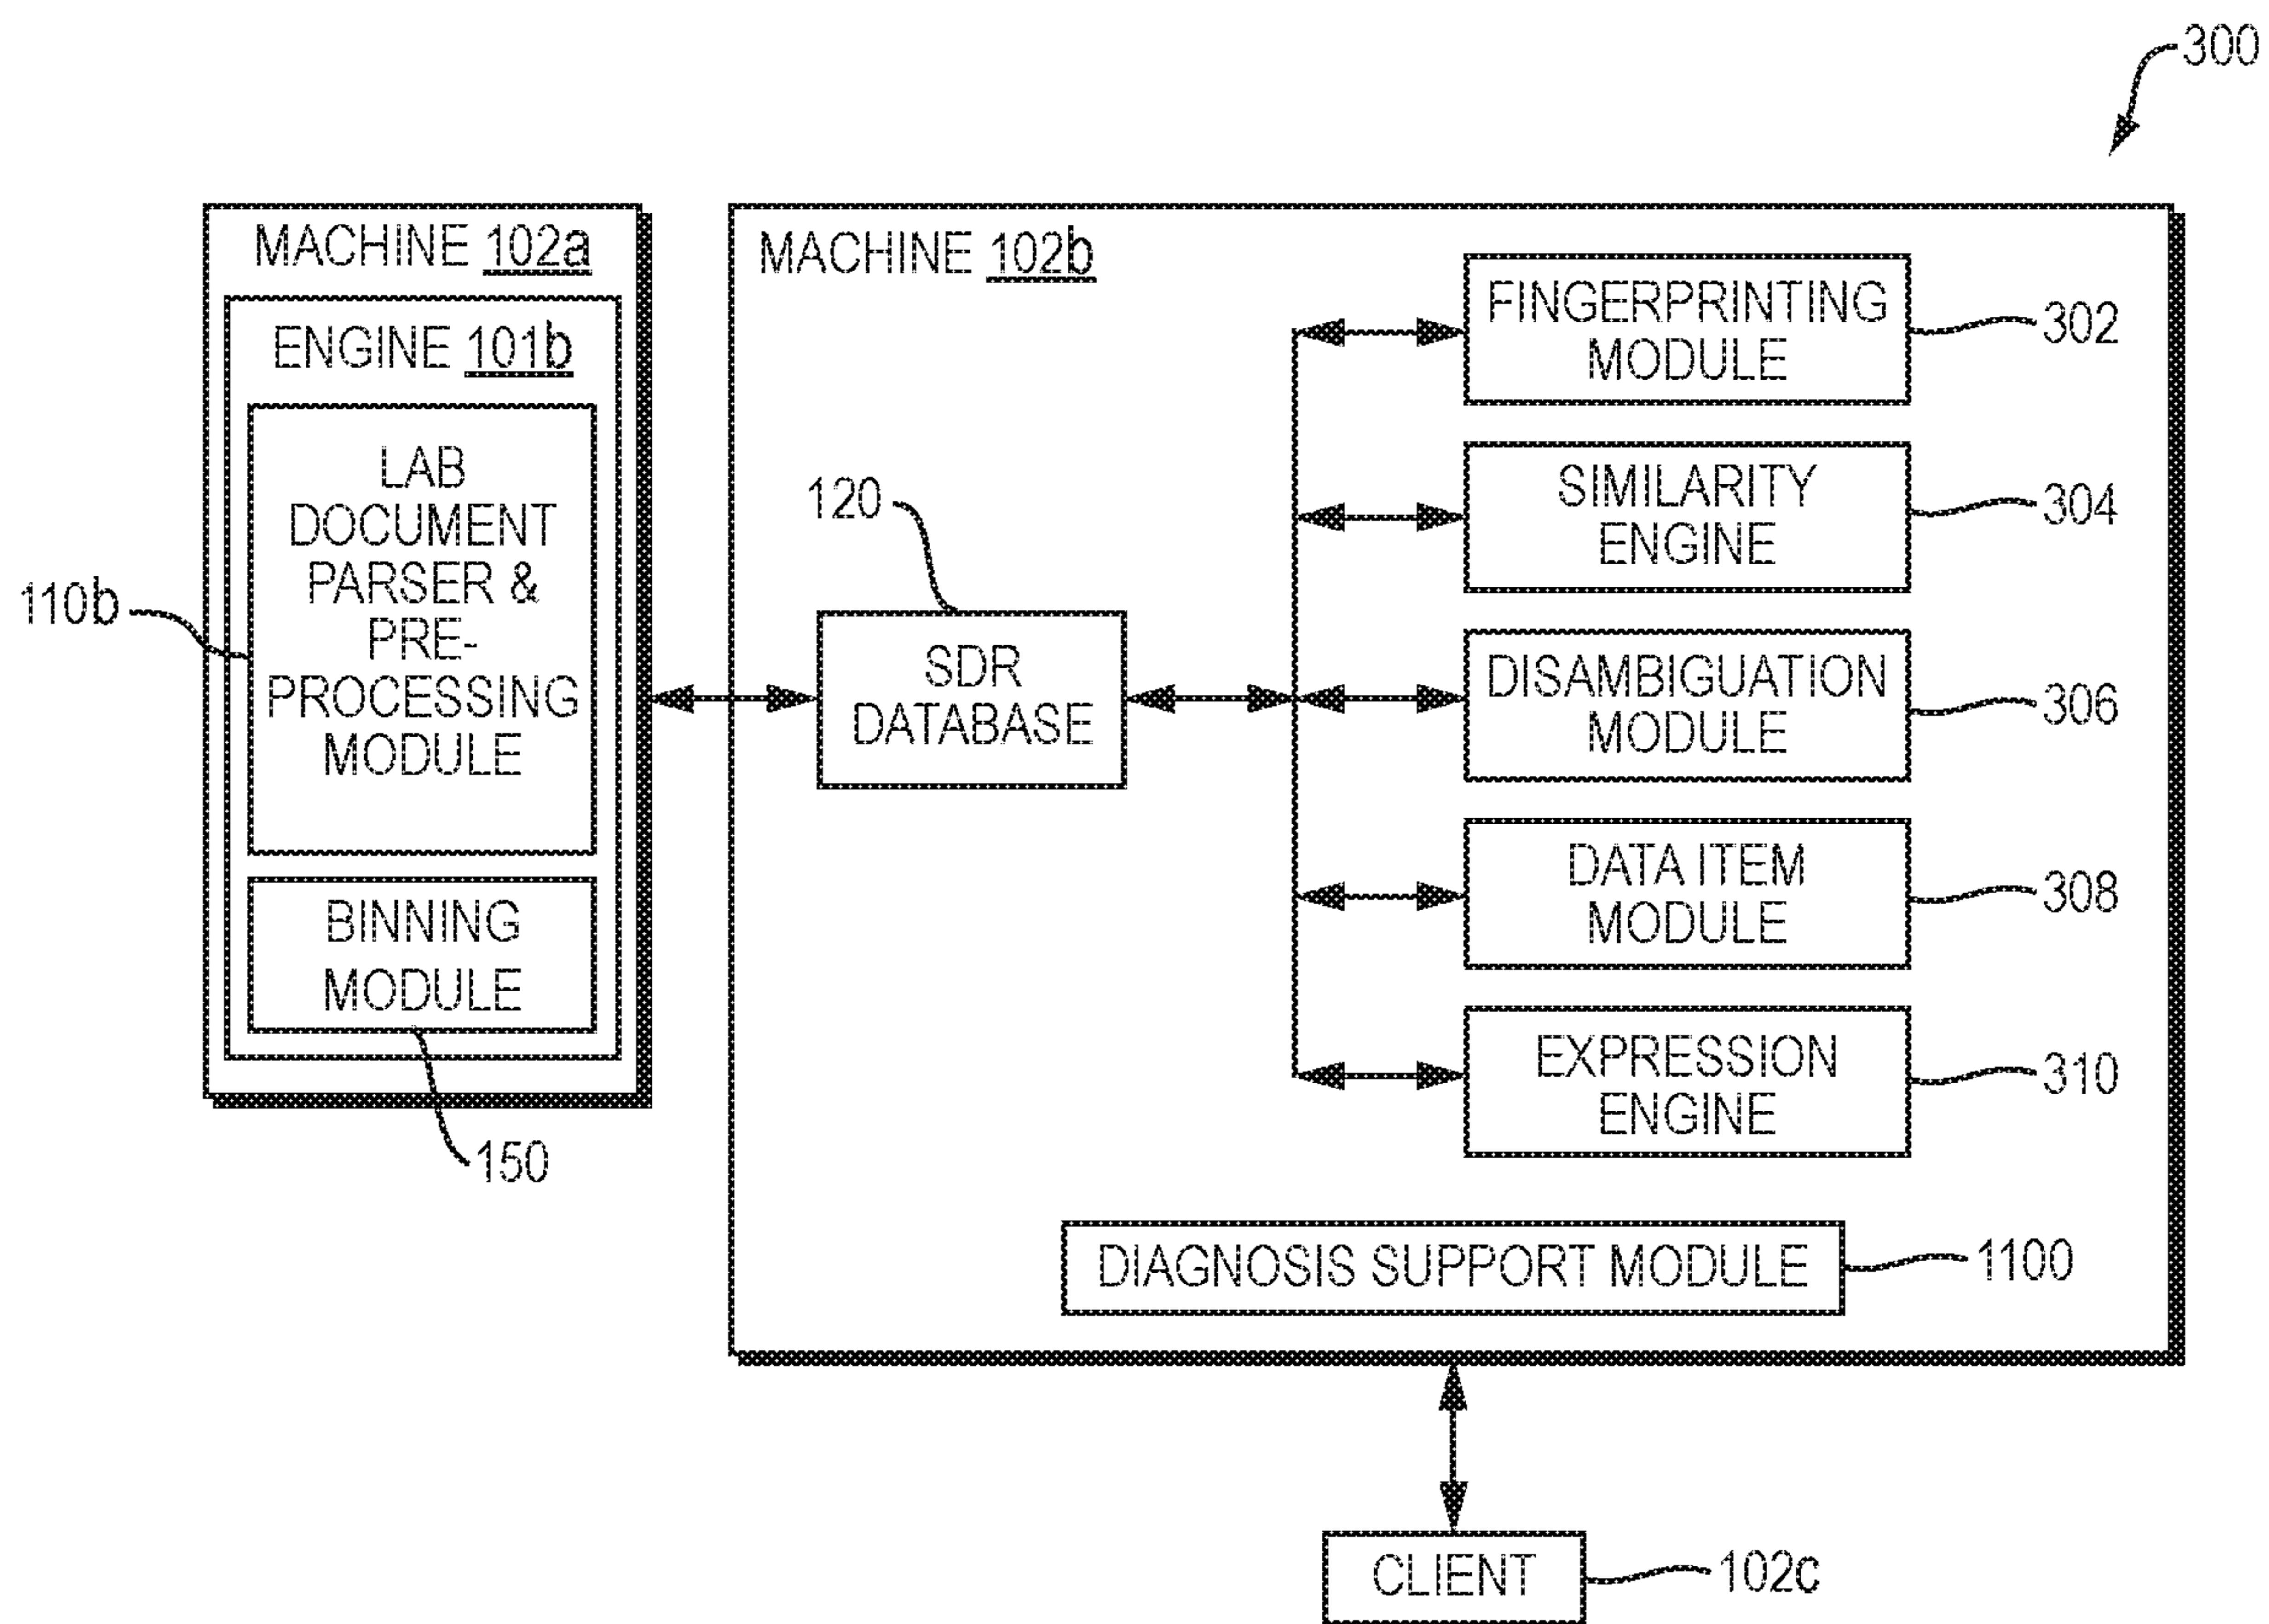 300
MACHINE 102a
ENGINE 101b
LAB
DOCUMENT
PARSER &
PRE-
PROCESSING
MODULE
110b
BINNING
MODULE
150
MACHINE 102b
120
SDR
DATABASE
FINGERPRINTING
MODULE
302
SIMILARITY
ENGINE
304
DISAMBIGUATION
MODULE
306
DATA ITEM
MODULE
308
EXPRESSION
ENGINE
310
DIAGNOSIS SUPPORT MODULE
1100
CLIENT
102c